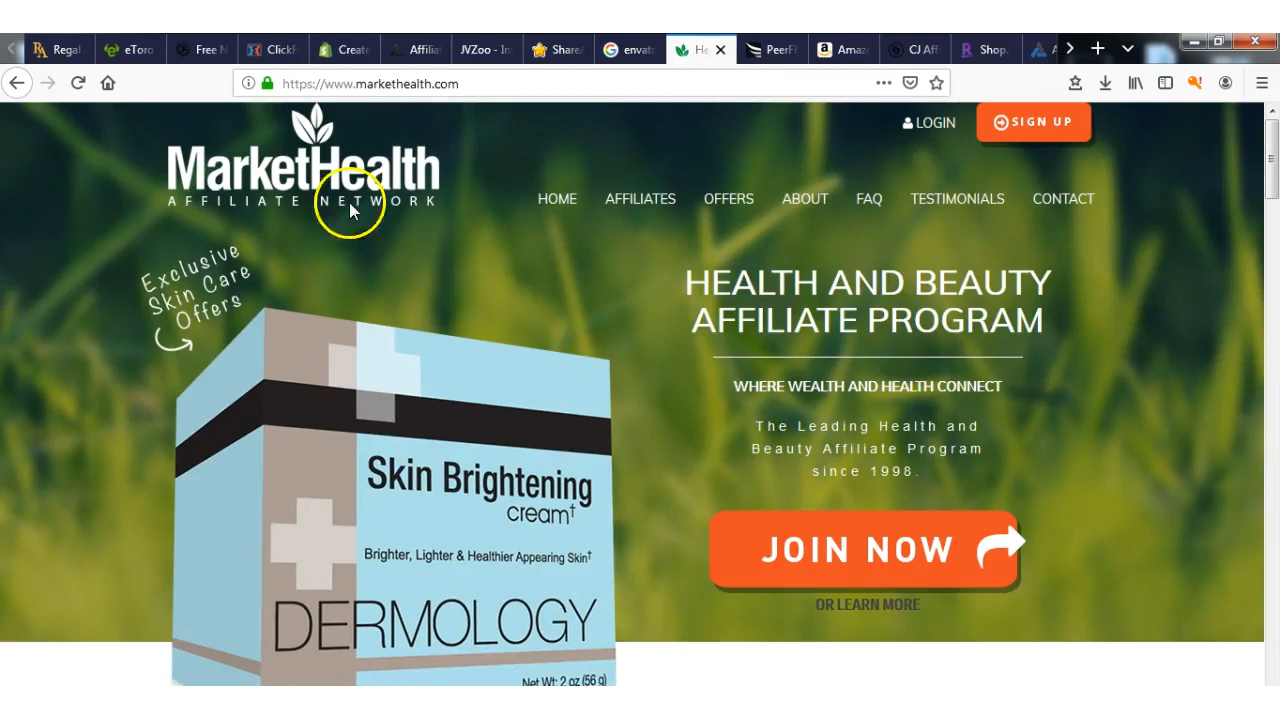 Regal
eToro
Free N
ClickF
Create
Affiliat
JVZoo - In
Share
envato
He
PeerFl
Amaz
CJ Aff
Shop.
https://www.markethealth.com
LOGIN
SIGN UP
MarketHealth
AFFILIATE NETWORK
HOME
AFFILIATES
OFFERS
ABOUT
FAQ
TESTIMONIALS
CONTACT
Exclusive
Skin Care
Offers
HEALTH AND BEAUTY
AFFILIATE PROGRAM
WHERE WEALTH AND HEALTH CONNECT
The Leading Health and
Beauty Affiliate Program
since 1998.
JOIN NOW
OR LEARN MORE
Skin Brightening
cream†
Brighter, Lighter & Healthier Appearing Skin†
DERMOLOGY
Net Wt: 2 oz (56 g)